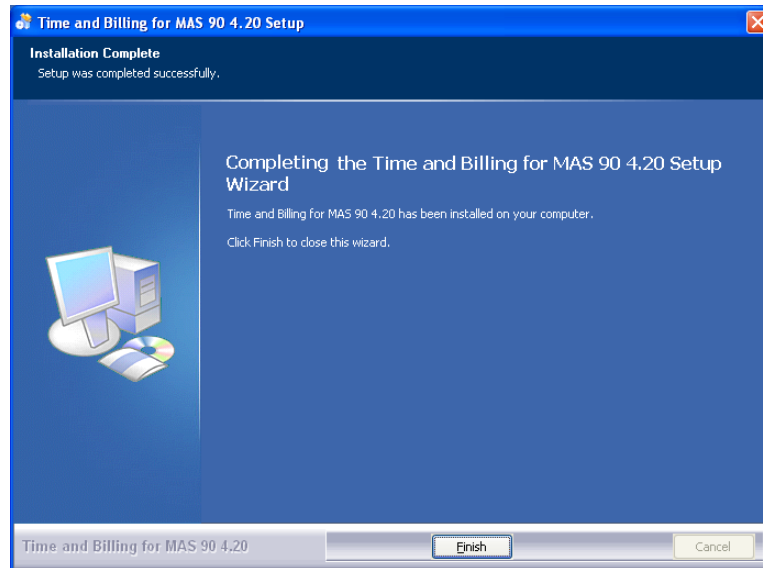 Time and Billing for MAS 90 4.20 Setup
Installation Complete
Setup was completed successfully.
Completing the Time and Billing for MAS 90 4.20 Setup
Wizard
Time and Billing for MAS 90 4.20 has been installed on your computer.
Click Finish to close this wizard.
Time and Billing for MAS 90 4.20
Finish
Cancel